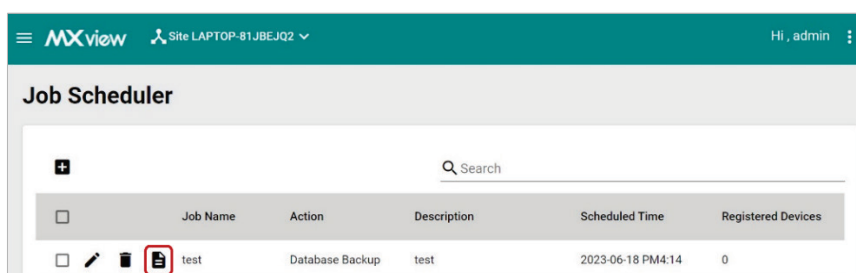 MXview Site LAPTOP-81JBEJQ2 Hi , admin
Job Scheduler
Search
Job Name Action Description Scheduled Time Registered Devices
test Database Backup test 2023-06-18 PM4:14 0